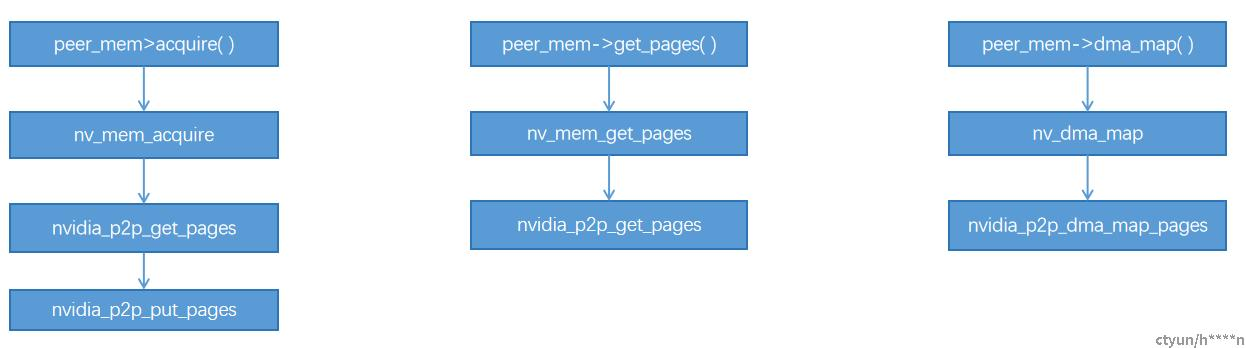 peer_mem>acquire( )
nv_mem_acquire
nvidia_p2p_get_pages
nvidia_p2p_put_pages
peer_mem->get_pages( )
nv_mem_get_pages
nvidia_p2p_get_pages
peer_mem->dma_map( )
nv_dma_map
nvidia_p2p_dma_map_pages
ctyun/h****n